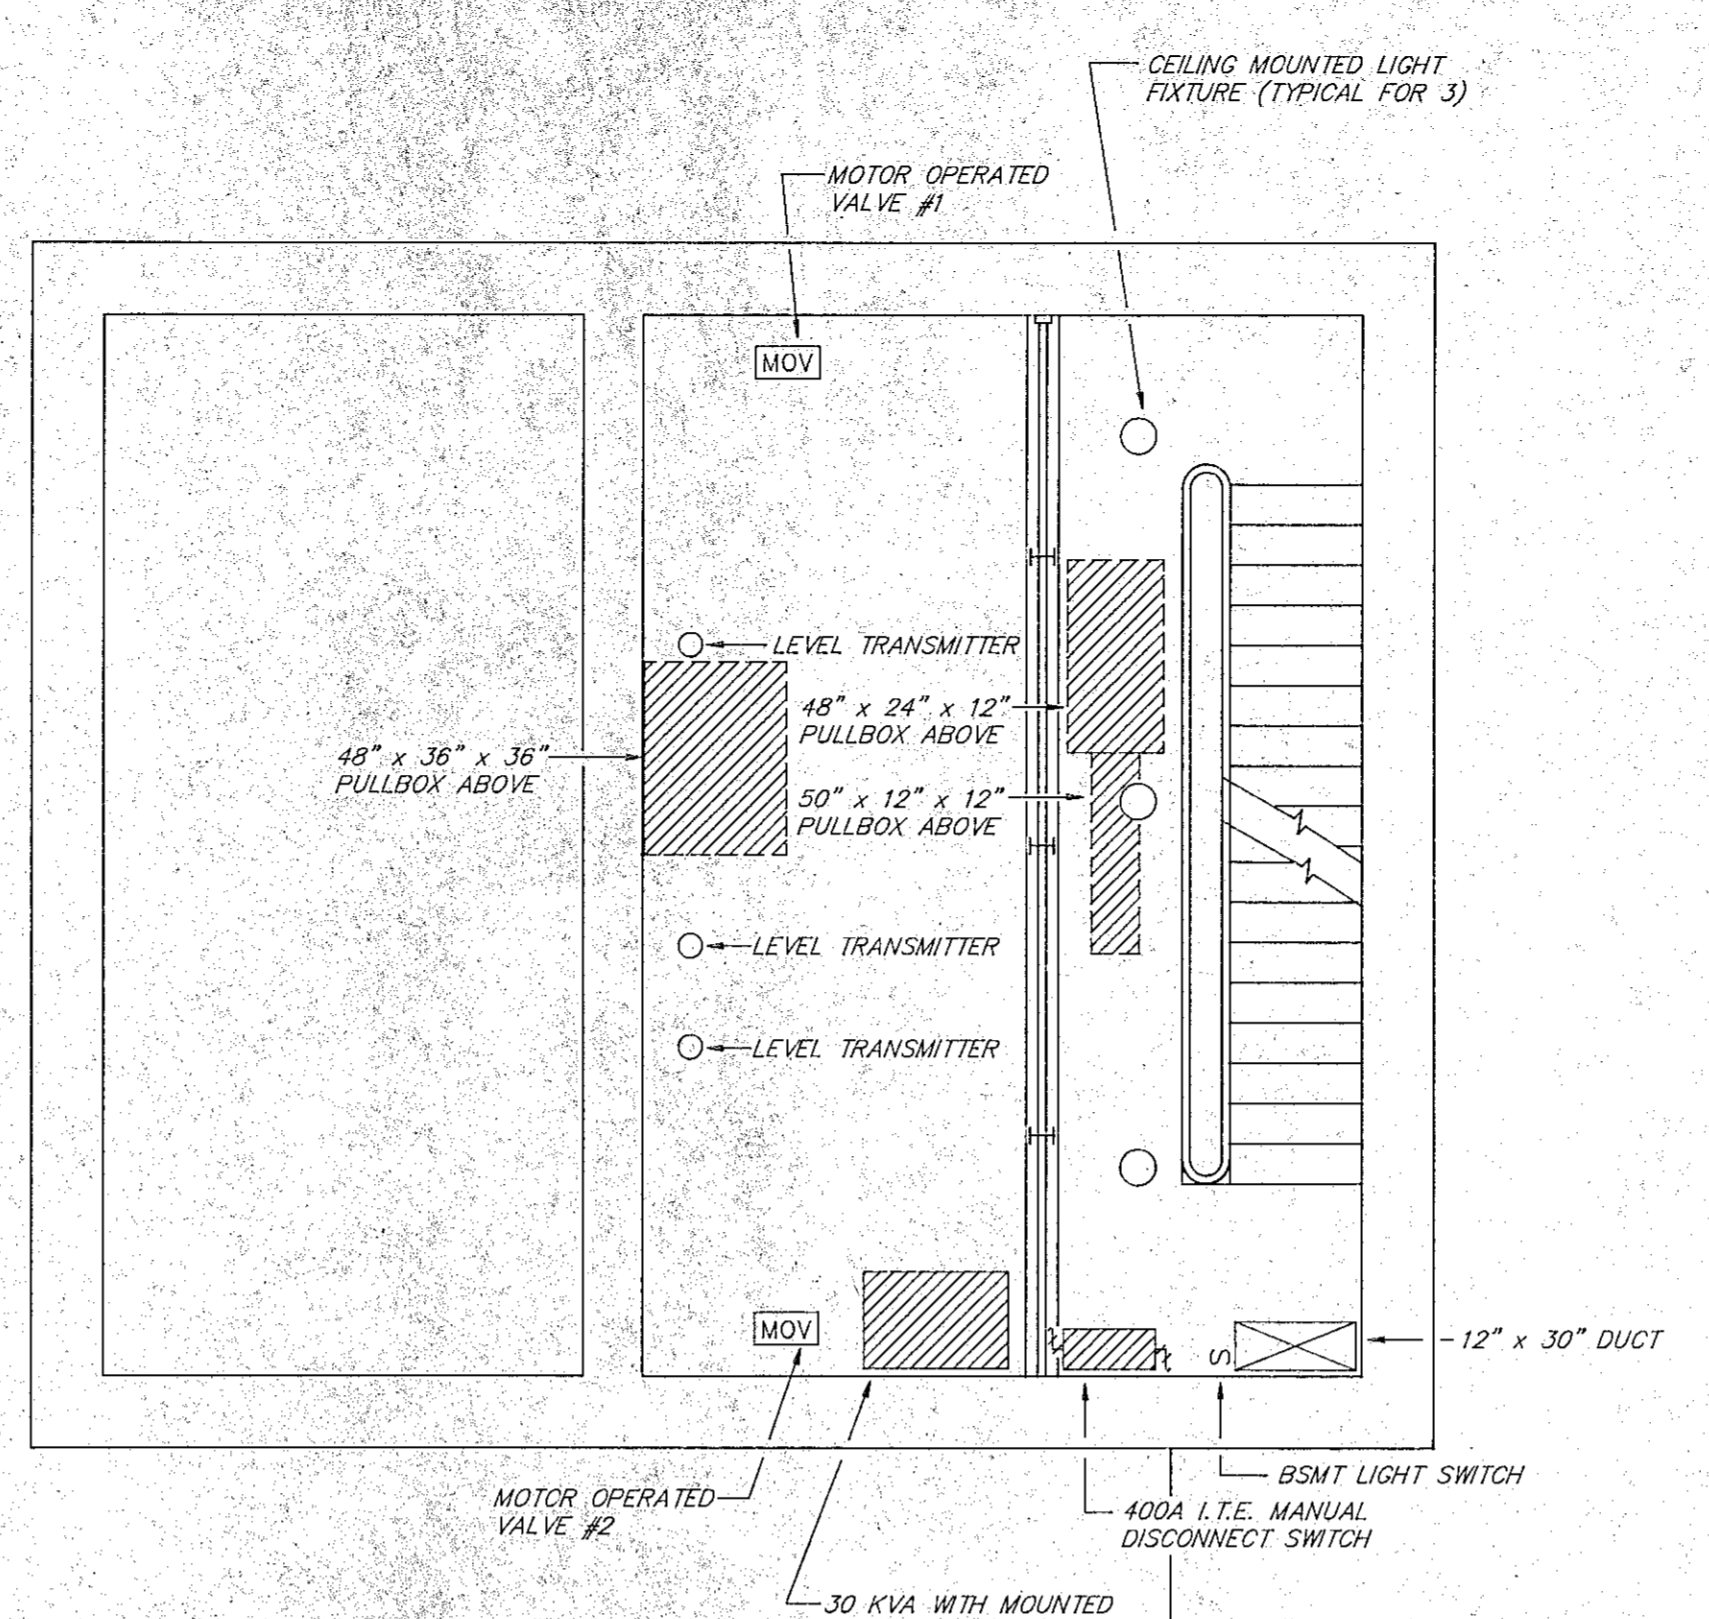 CEILING MOUNTED LIGHT
FIXTURE (TYPICAL FOR 3)
MOTOR OPERATED
VALVE #1
MOV
LEVEL TRANSMITTER
48" x 24" x 12"
PULLBOX ABOVE
48" x 36" x 36"
PULLBOX ABOVE
50" x 12" x 12"
PULLBOX ABOVE
LEVEL TRANSMITTER
LEVEL TRANSMITTER
MOV
S
12" x 30" DUCT
BSMT LIGHT SWITCH
MOTOR OPERATED
VALVE #2
400A I.T.E. MANUAL
DISCONNECT SWITCH
30 KVA WITH MOUNTED